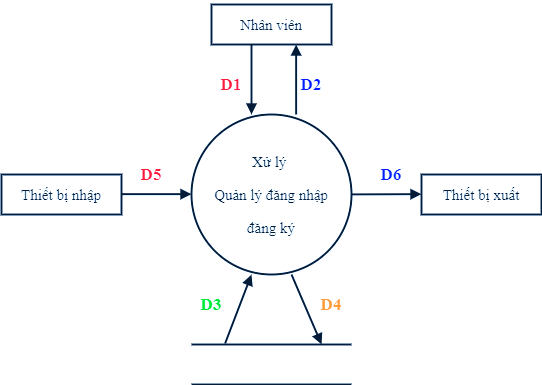 Nhân viên
D1
D2
Xử lý
D5
D6
Thiết bị nhập
Quản lý đăng nhập
Thiết bị xuất
đăng ký
D3
D4